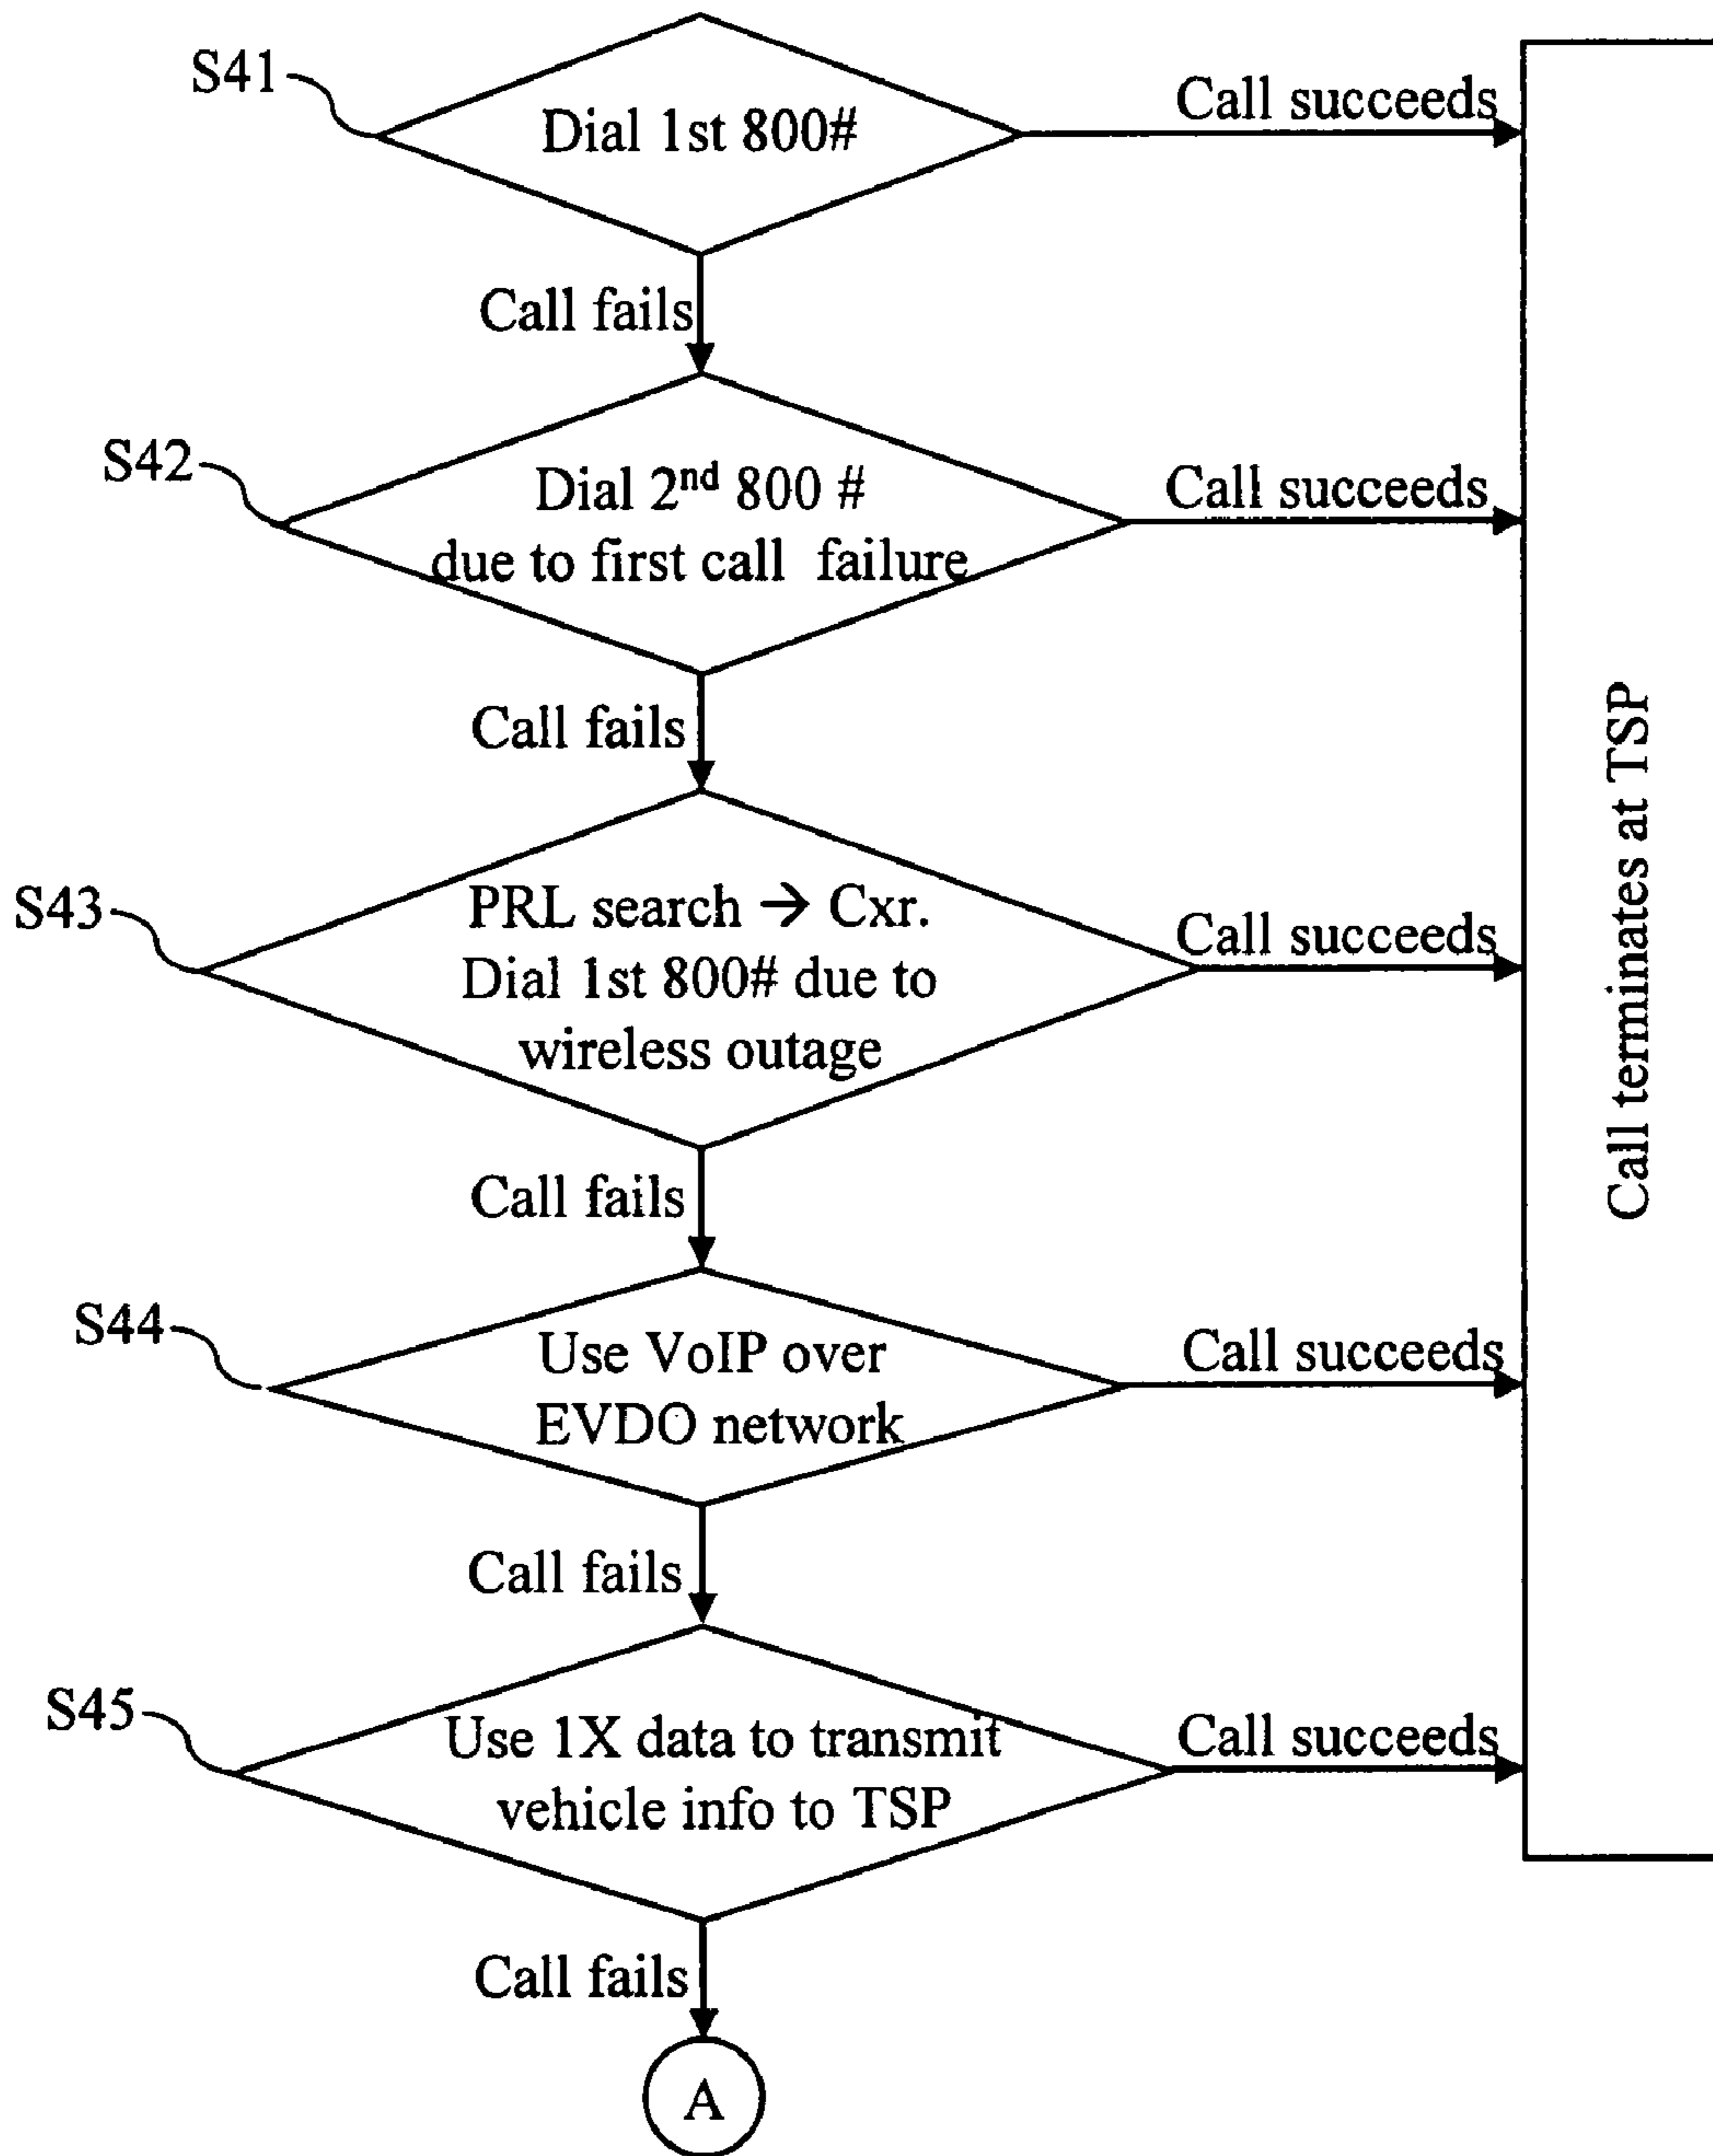 S41
Dial 1st 800#
Call succeeds
Call fails
S42
Dial 2nd 800 #
due to first call failure
Call succeeds
Call fails
S43
PRL search → Cxr.
Dial 1st 800# due to
wireless outage
Call succeeds
Call fails
S44
Use VoIP over
EVDO network
Call succeeds
Call fails
S45
Use 1X data to transmit
vehicle info to TSP
Call succeeds
Call fails
A
Call terminates at TSP